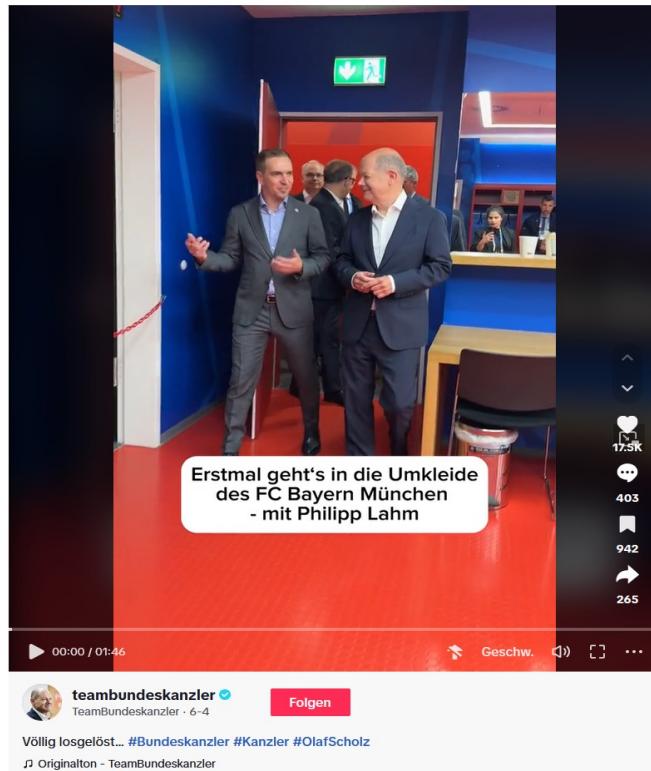 Erstmal geht's in die Umkleide
des FC Bayern München
- mit Philipp Lahm
17.5K
403
942
265
00:00 / 01:46
Geschw.
teambundeskanzler
TeamBundeskanzler · 6-4
Folgen
Völlig losgelöst... #Bundeskanzler #Kanzler #OlafScholz
Originalton - TeamBundeskanzler